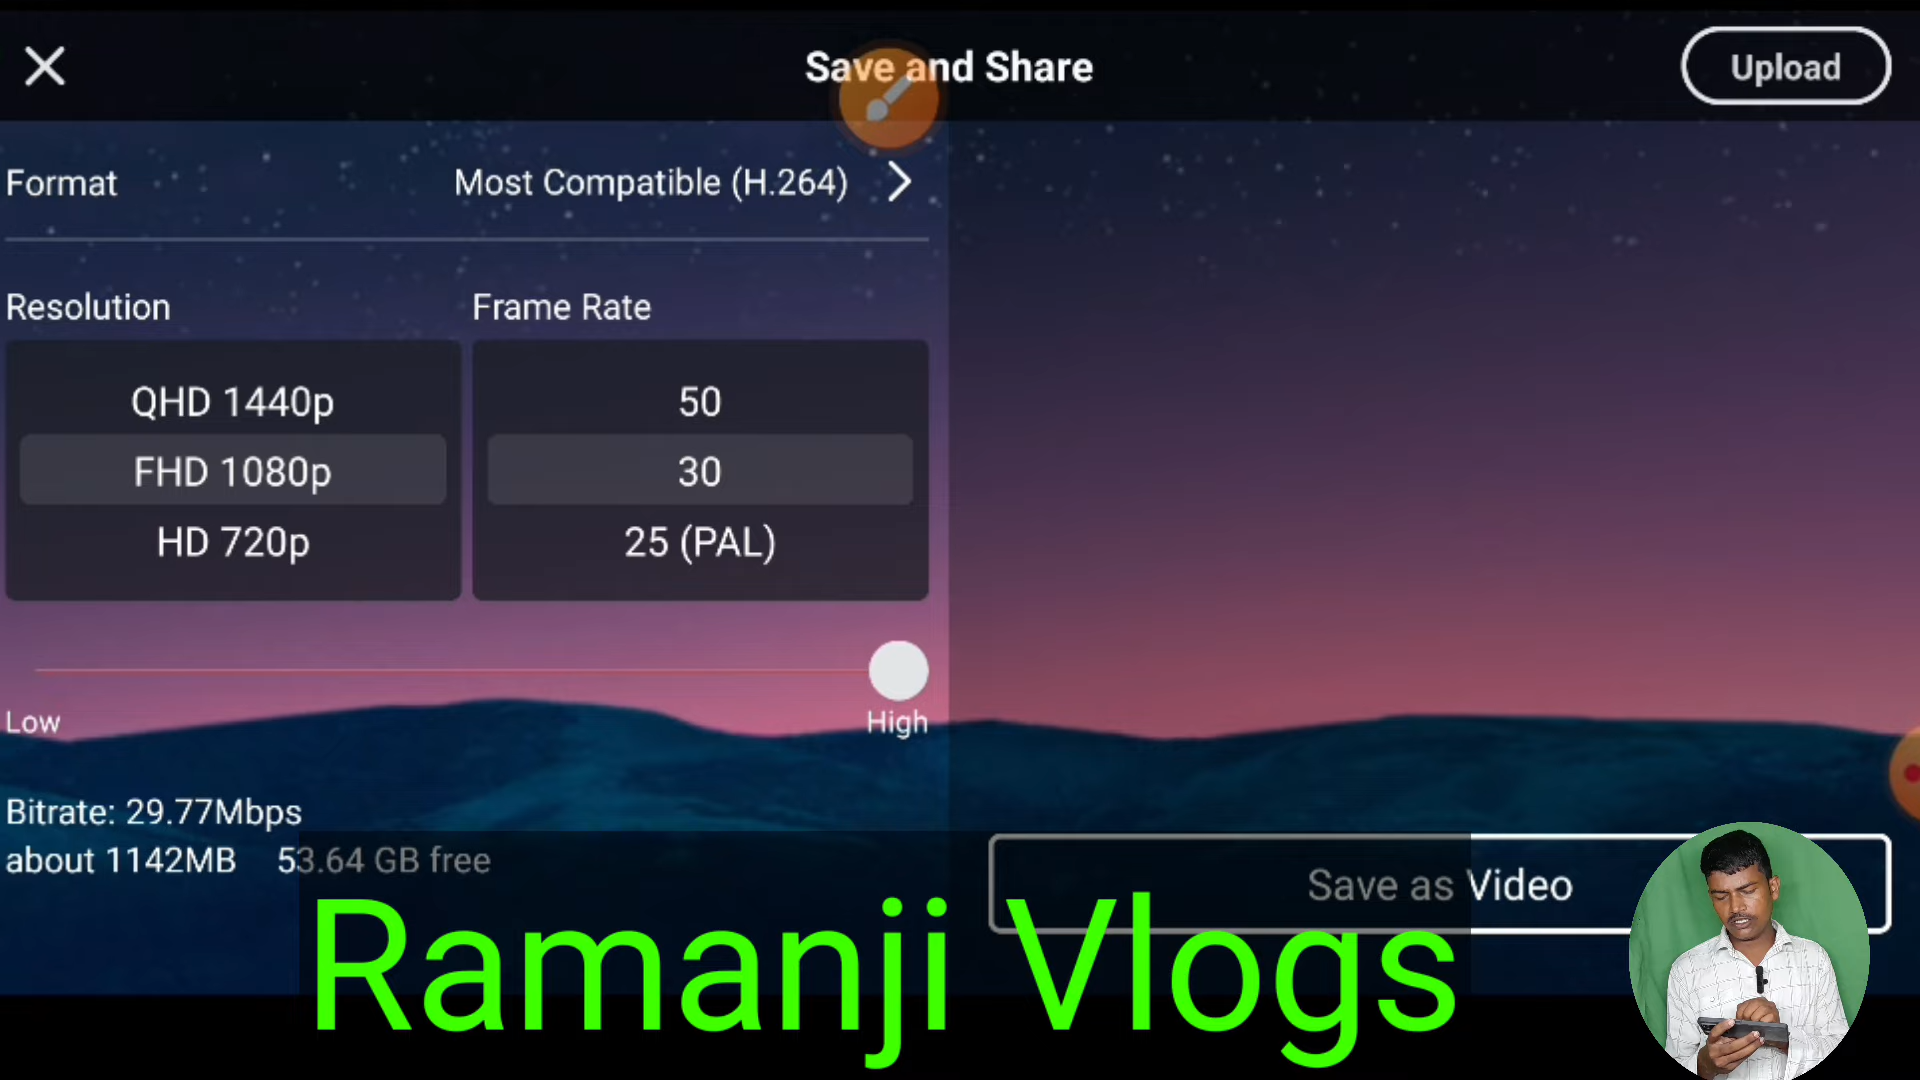 Save and Share
Upload
Format
Most Compatible (H.264)
Resolution
Frame Rate
QHD 1440p
50
FHD 1080p
30
HD 720p
25 (PAL)
Low
High
Bitrate: 29.77Mbps
about 1142MB 53.64 GB free
Save as Video
Ramanji Vlogs